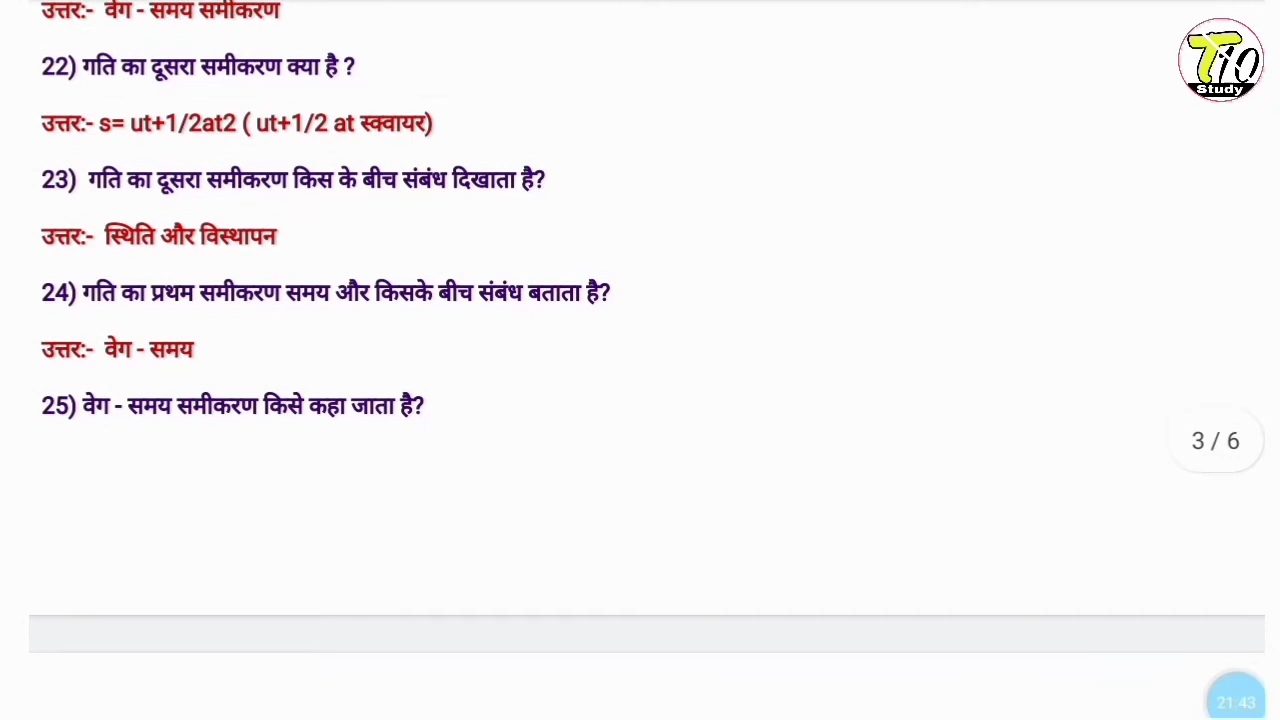 उत्तर:- वेग - समय समीकरण
22) गति का दूसरा समीकरण क्या है ?
उत्तर:- s= ut+1/2at2 ( ut+1/2 at स्क्वायर)
23) गति का दूसरा समीकरण किस के बीच संबंध दिखाता है?
उत्तर:- स्थिति और विस्थापन
24) गति का प्रथम समीकरण समय और किसके बीच संबंध बताता है?
उत्तर:- वेग - समय
25) वेग - समय समीकरण किसे कहा जाता है?
T10
Study
3 / 6
21:43